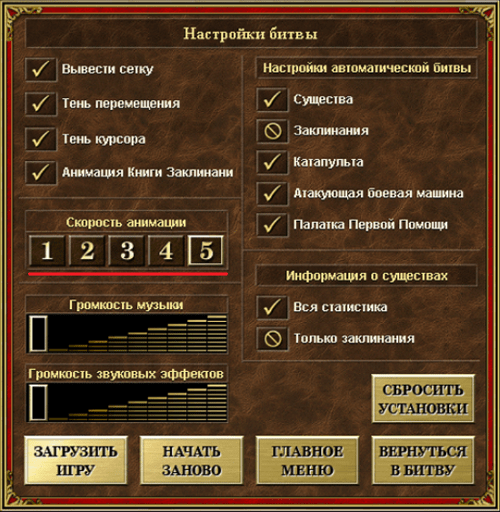 Настройки битвы
Вывести сетку
Тень перемещения
Тень курсора
Анимация Книги Заклинани
Скорость анимации
1 2 3 4 5
Громкость музыки
Громкость звуковых эффектов
Настройки автоматической битвы
Существа
Заклинания
Катапульта
Атакующая боевая машина
Палатка Первой Помощи
Информация о существах
Вся статистика
Только заклинания
СБРОСИТЬ
УСТАНОВКИ
ЗАГРУЗИТЬ
ИГРУ
НАЧАТЬ
ЗАНОВО
ГЛАВНОЕ
МЕНЮ
ВЕРНУТЬСЯ
В БИТВУ